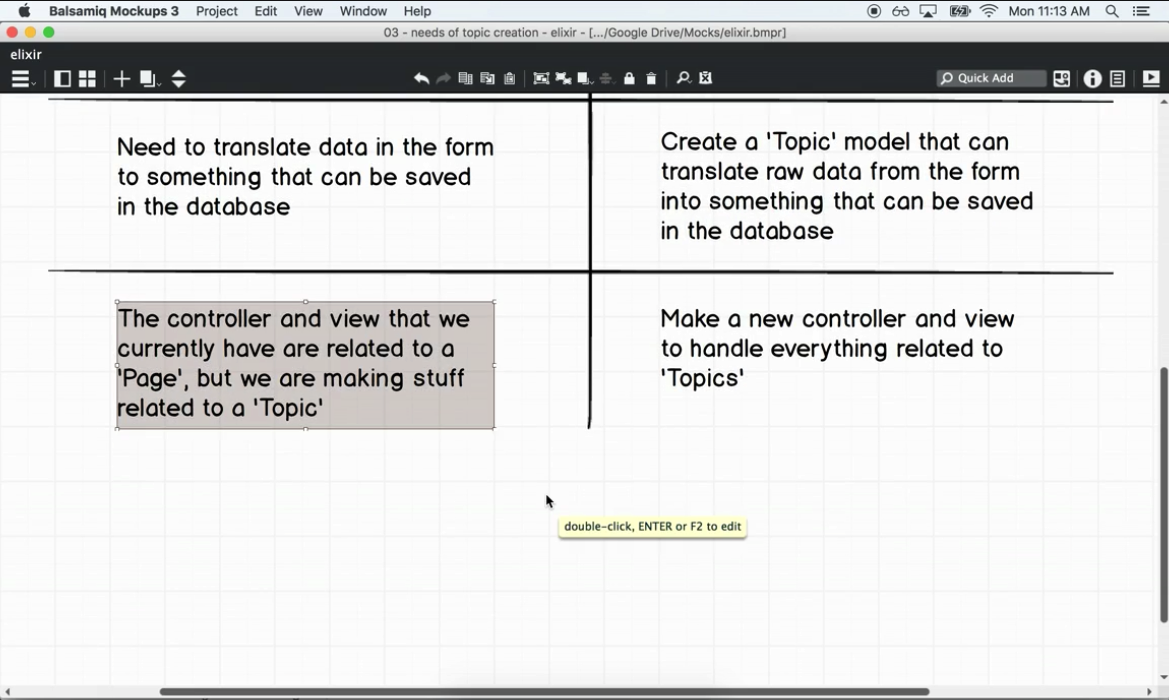 Balsamiq Mockups 3 Project Edit View Window Help Mon 11:13 AM
03 - needs of topic creation - elixir - [.../Google Drive/Mocks/elixir.bmpr]
elixir
Quick Add
Need to translate data in the form
to something that can be saved
in the database
Create a 'Topic' model that can
translate raw data from the form
into something that can be saved
in the database
The controller and view that we
currently have are related to a
'Page', but we are making stuff
related to a 'Topic'
Make a new controller and view
to handle everything related to
'Topics'
double-click, ENTER or F2 to edit